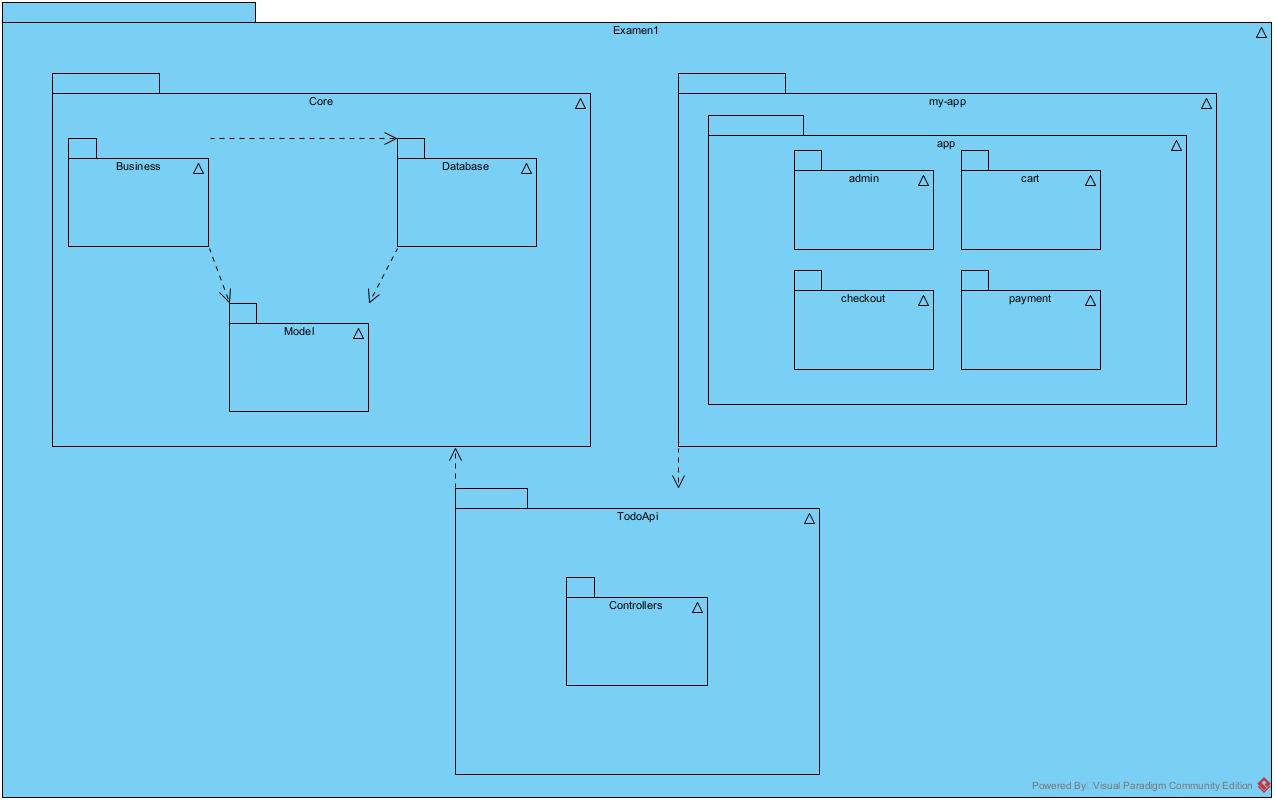 Examen1
Core
my-app
app
Business
Database
admin
cart
checkout
payment
Model
TodoApi
Controllers
Powered By Visual Paradigm Community Edition